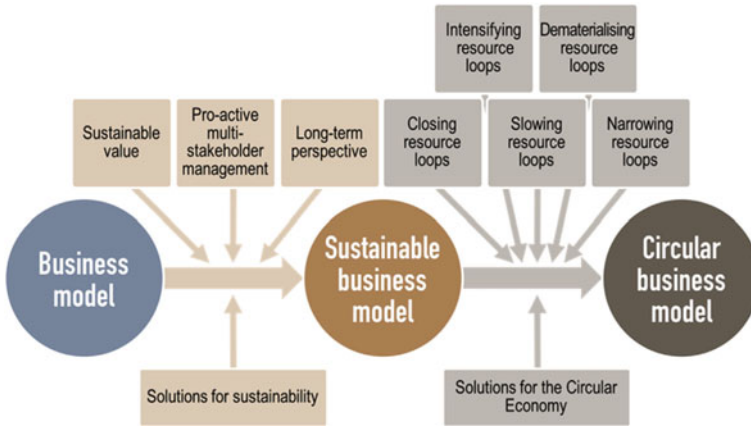 Intensifying
resource
loops
Dematerialising
resource
loops
Sustainable
value
Pro-active
multi-
stakeholder
management
Long-term
perspective
Closing
resource
loops
Slowing
resource
loops
Narrowing
resource
loops
Business
model
Sustainable
business
model
Circular
business
model
Solutions for sustainability
Solutions for the Circular
Economy